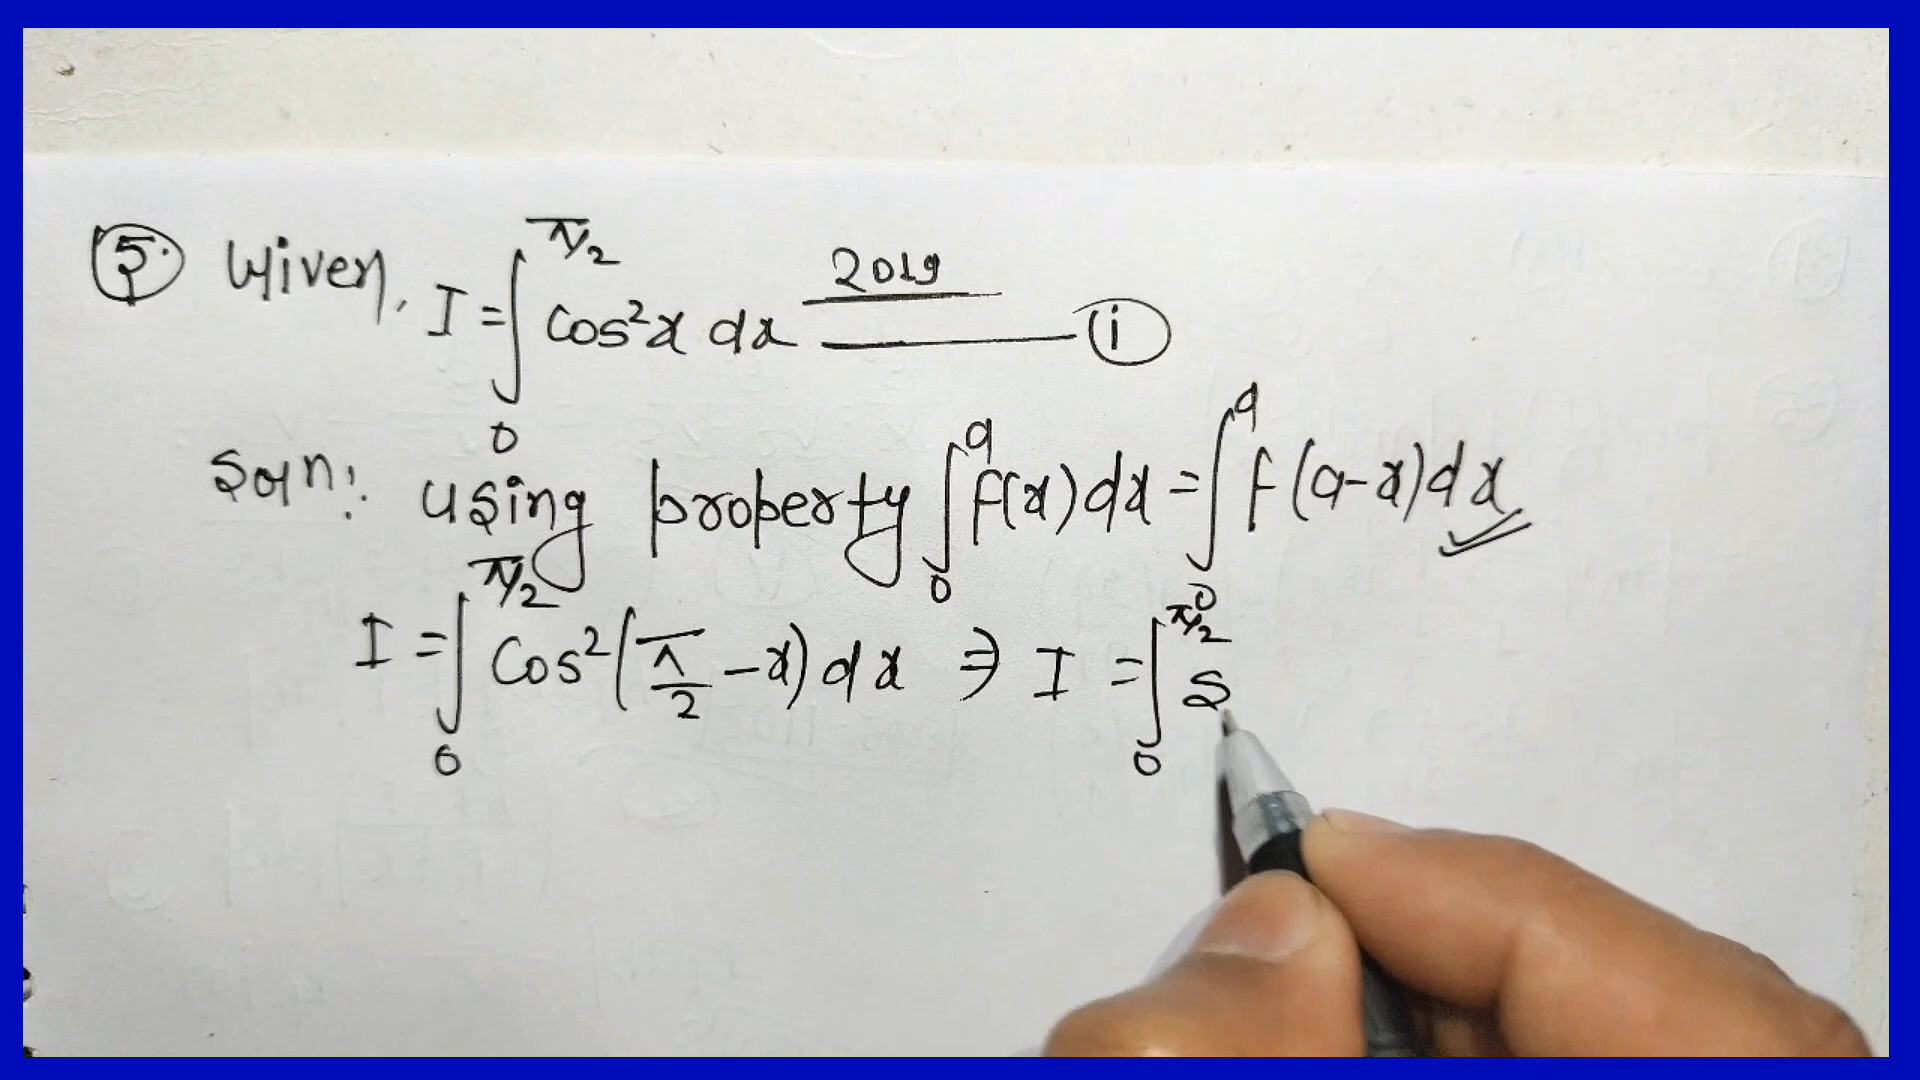 5. Given, I = ∫₀^π/2 cos²x dx 2019 ——— (i)
Soln: using property ∫₀^a f(x) dx = ∫₀^a f(a-x) dx
I = ∫₀^π/2 Cos²(π/2 - x) dx ⇒ I = ∫₀^π/2 S